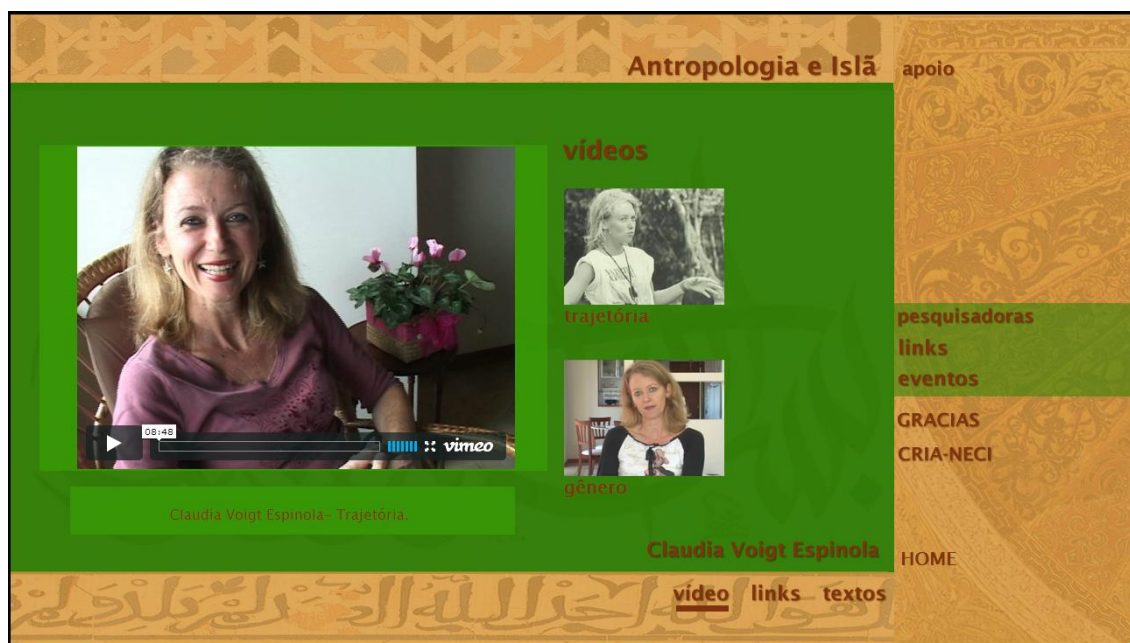 Antropologia e Islã
apoio
vídeos
trajetória
gênero
08:48
vimeo
Claudia Voigt Espinola- Trajetória.
Claudia Voigt Espinola
vídeo links textos
pesquisadoras
links
eventos
GRACIAS
CRIA-NECI
HOME